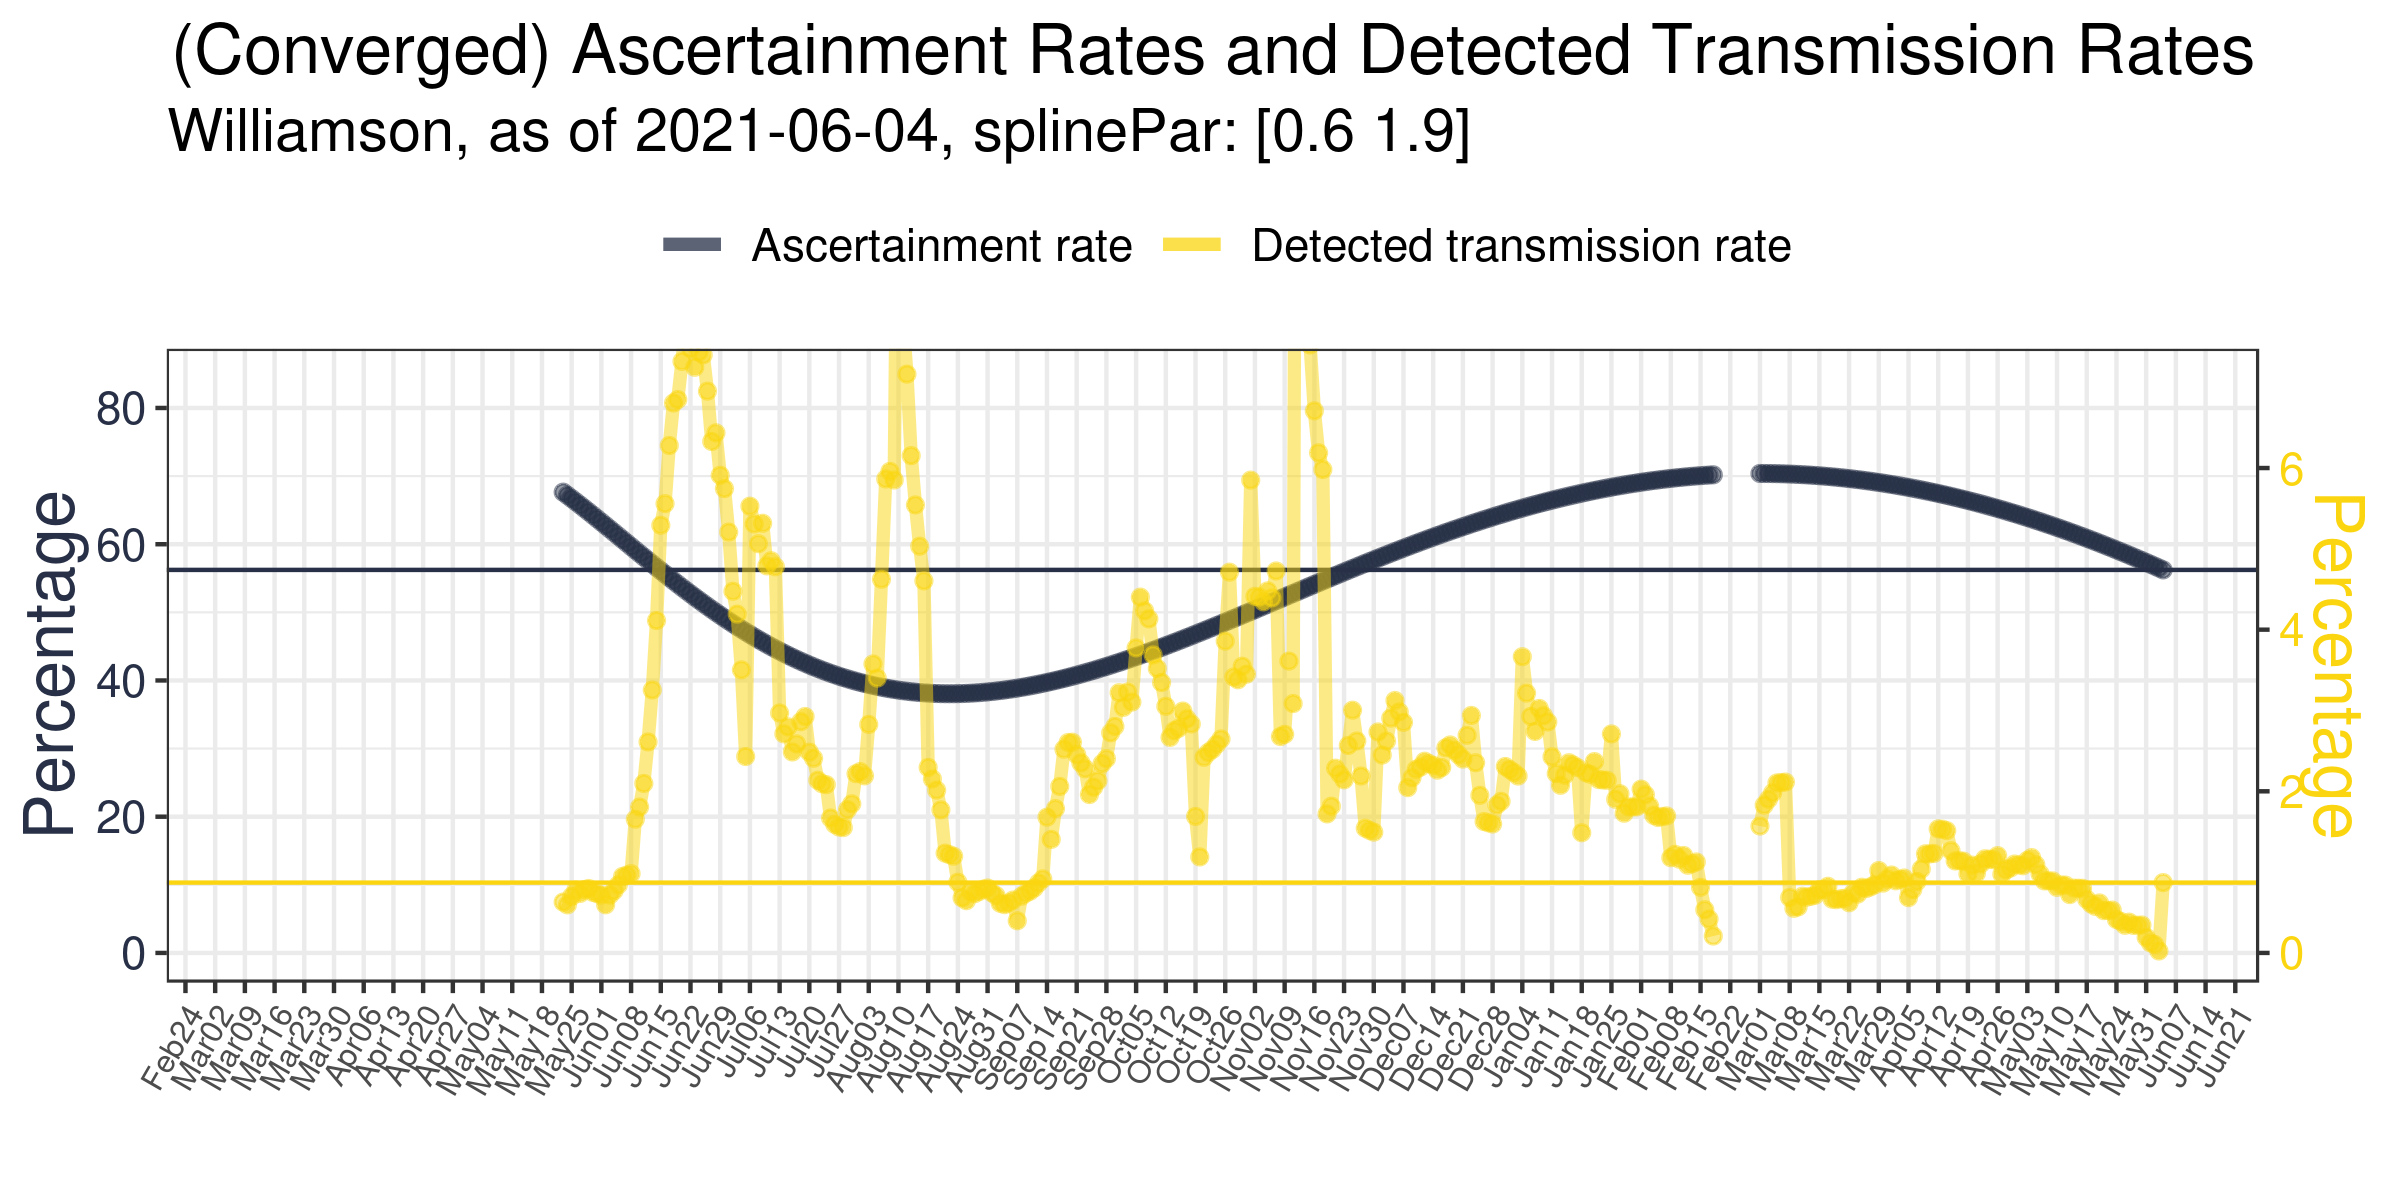 (Converged) Ascertainment Rates and Detected Transmission Rates
Williamson, as of 2021-06-04, splinePar: [0.6 1.9]
Ascertainment rate Detected transmission rate
Percentage
80
60
40
20
0
6
4
2
0
Percentage
Feb24 Mar02 Mar09 Mar16 Mar23 Mar30 Apr06 Apr13 Apr20 Apr27 May04 May11 May18 May25 Jun01 Jun08 Jun15 Jun22 Jun29 Jul06 Jul13 Jul20 Jul27 Aug03 Aug10 Aug17 Aug24 Aug31 Sep07 Sep14 Sep21 Sep28 Oct05 Oct12 Oct19 Oct26 Nov02 Nov09 Nov16 Nov23 Nov30 Dec07 Dec14 Dec21 Dec28 Jan04 Jan11 Jan18 Jan25 Feb01 Feb08 Feb15 Feb22 Mar01 Mar08 Mar15 Mar22 Mar29 Apr05 Apr12 Apr19 Apr26 May03 May10 May17 May24 May31 Jun07 Jun14 Jun21